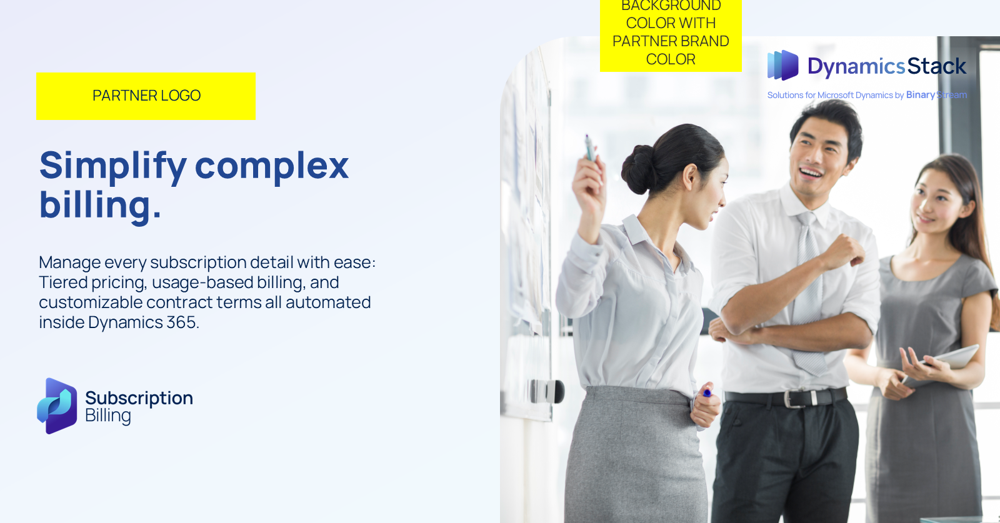 BACKGROUND
COLOR WITH
PARTNER BRAND
COLOR
DynamicsStack
Solutions for Microsoft Dynamics by Binary Stream
PARTNER LOGO
Simplify complex
billing.
Manage every subscription detail with ease:
Tiered pricing, usage-based billing, and
customizable contract terms all automated
inside Dynamics 365.
Subscription
Billing